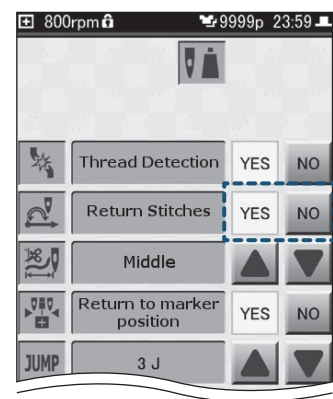 800rpm 9999p 23:59
Thread Detection YES NO
Return Stitches YES NO
Middle
Return to marker
position YES NO
JUMP 3 J